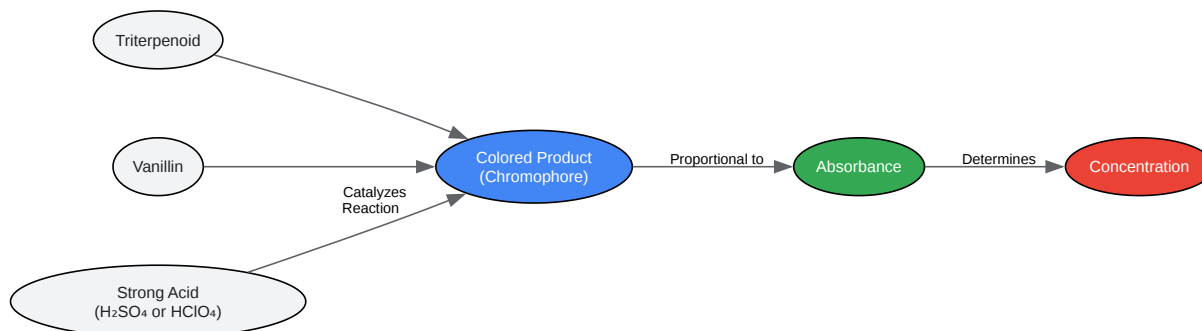 Triterpenoid
Vanillin
Strong Acid
(H₂SO₄ or HClO₄)
Catalyzes
Reaction
Colored Product
(Chromophore)
Proportional to
Absorbance
Determines
Concentration